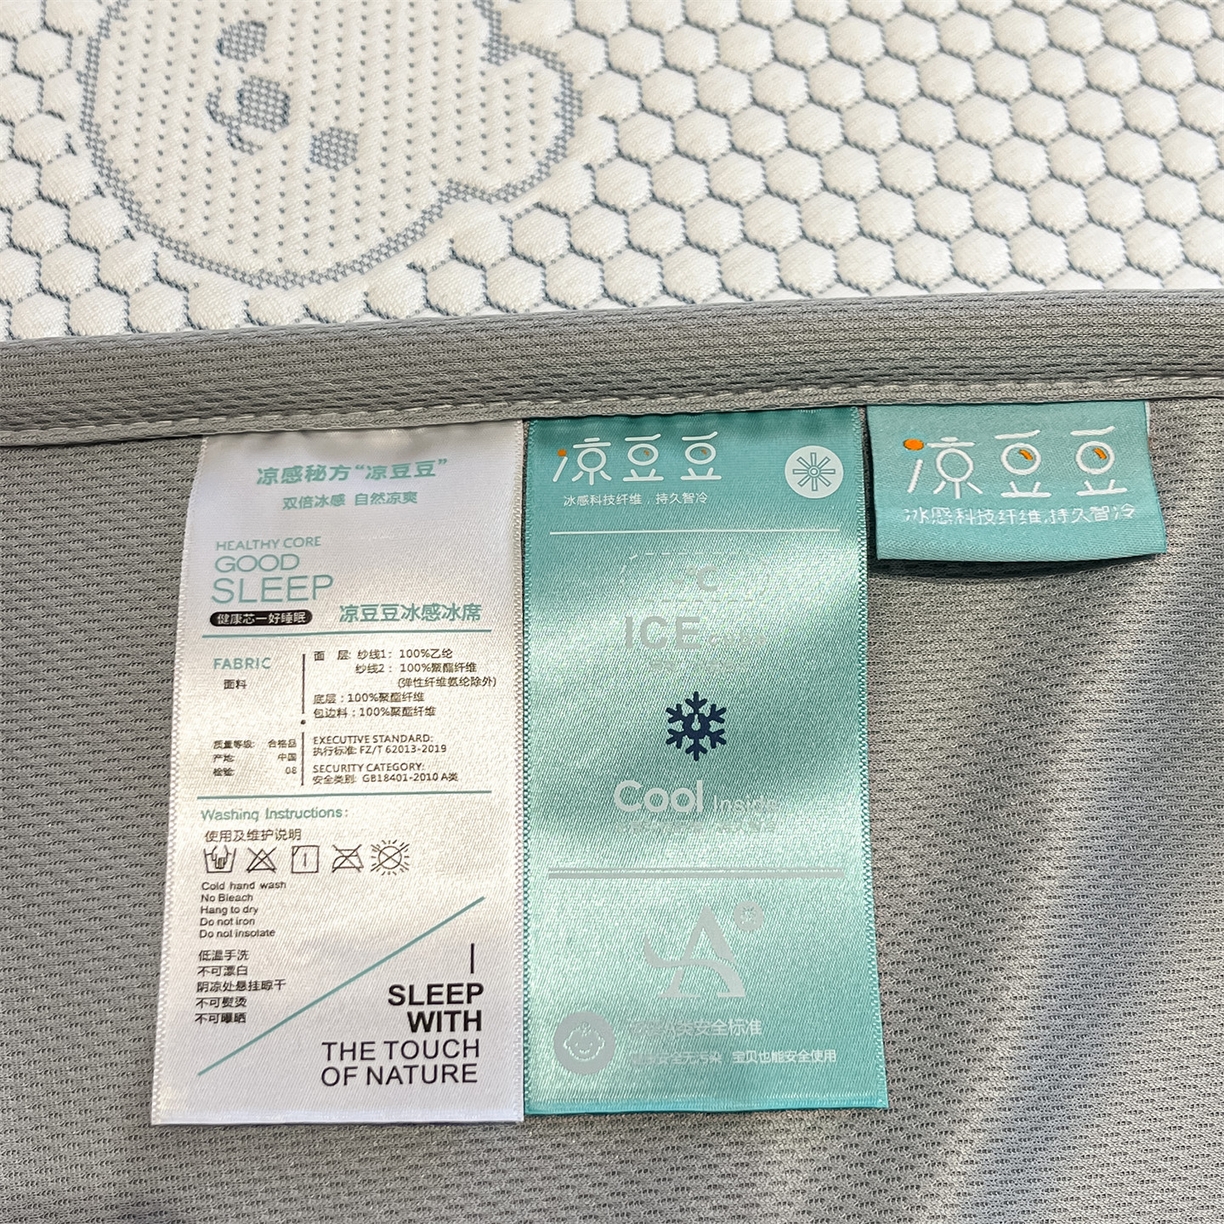 凉感秘方“凉豆豆”
双倍冰感 自然凉爽
HEALTHY CORE
GOOD
SLEEP
健康芯一好睡眠
凉豆豆冰感冰席
FABRIC
面料
面 层: 纱线1: 100%乙纶
纱线2: 100%聚酯纤维
(弹性纤维氨纶除外)
底层: 100%聚酯纤维
包边料: 100%聚酯纤维
质量等级: 合格品
产地: 中国
检验: 08
EXECUTIVE STANDARD:
执行标准: FZ/T 62013-2019
SECURITY CATEGORY:
安全类别: GB18401-2010 A类
Washing Instructions:
使用及维护说明
Cold hand wash
No Bleach
Hang to dry
Do not iron
Do not insolate
低温手洗
不可漂白
阴凉处悬挂晾干
不可熨烫
不可曝晒
SLEEP
WITH
THE TOUCH
OF NATURE
凉豆豆
冰感科技纤维，持久智冷
℃
ICE
Cool Inside
A
安全标准
宝贝也能安全使用
凉豆豆
冰感科技纤维,持久智冷